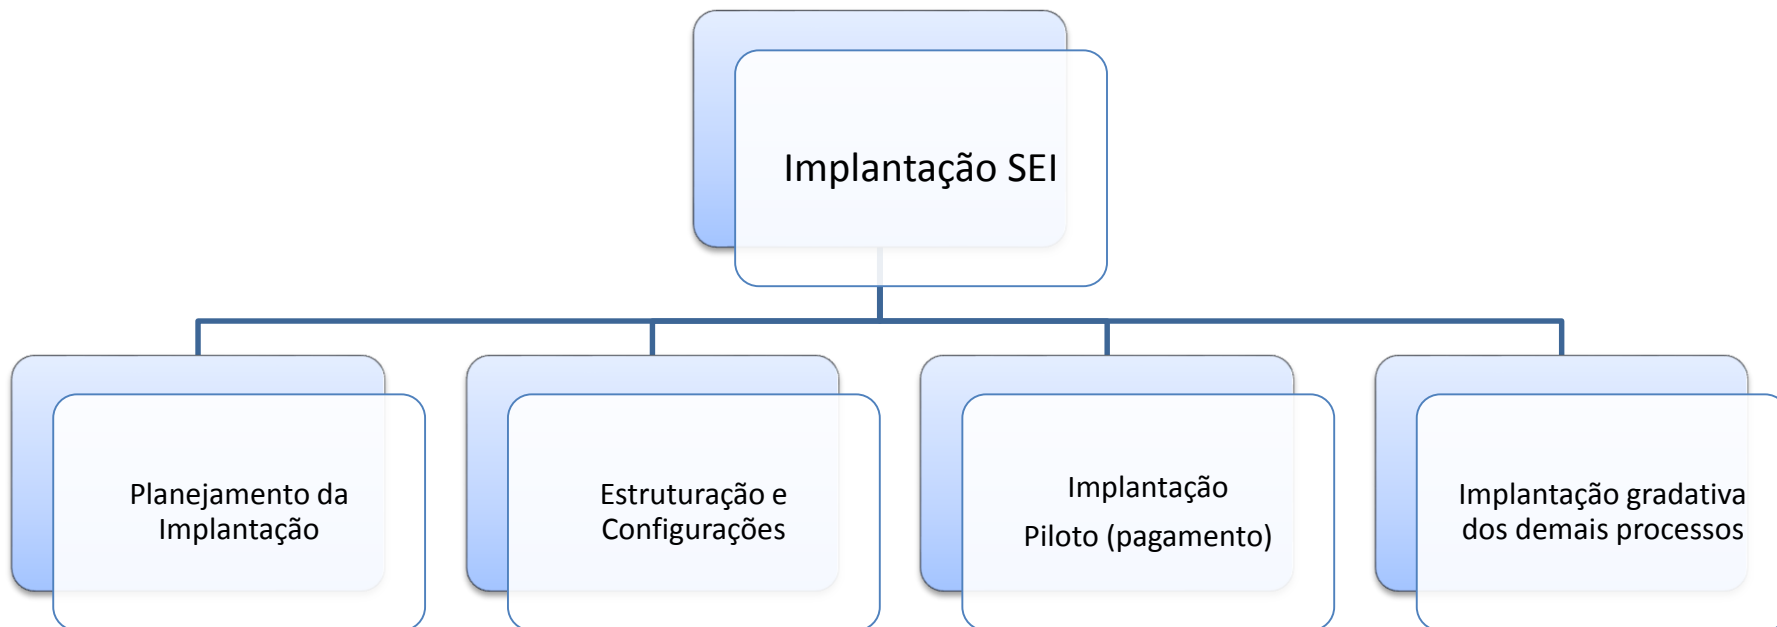 Implantação SEI
Planejamento da
Implantação
Estruturação e
Configurações
Implantação
Piloto (pagamento)
Implantação gradativa
dos demais processos